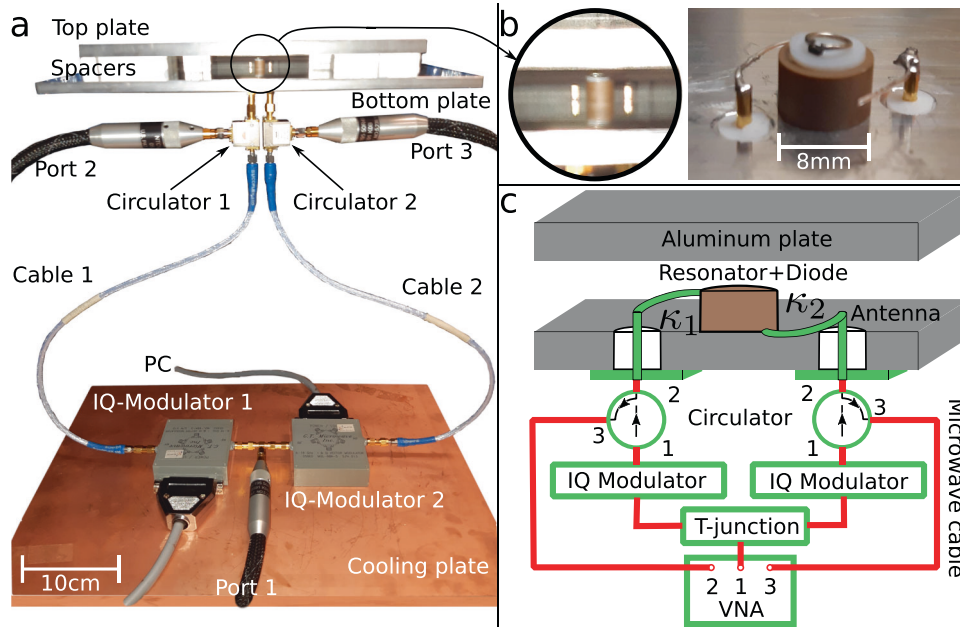 a
Top plate
Spacers
Bottom plate
Port 2
Port 3
Circulator 1
Circulator 2
Cable 1
Cable 2
PC
IQ-Modulator 1
IQ-Modulator 2
Port 1
Cooling plate
10cm
b
8mm
c
Aluminum plate
Resonator+Diode
κ1
κ2
Antenna
2
2
Circulator
3
3
1
1
IQ Modulator
IQ Modulator
T-junction
2
1
3
VNA
Microwave cable